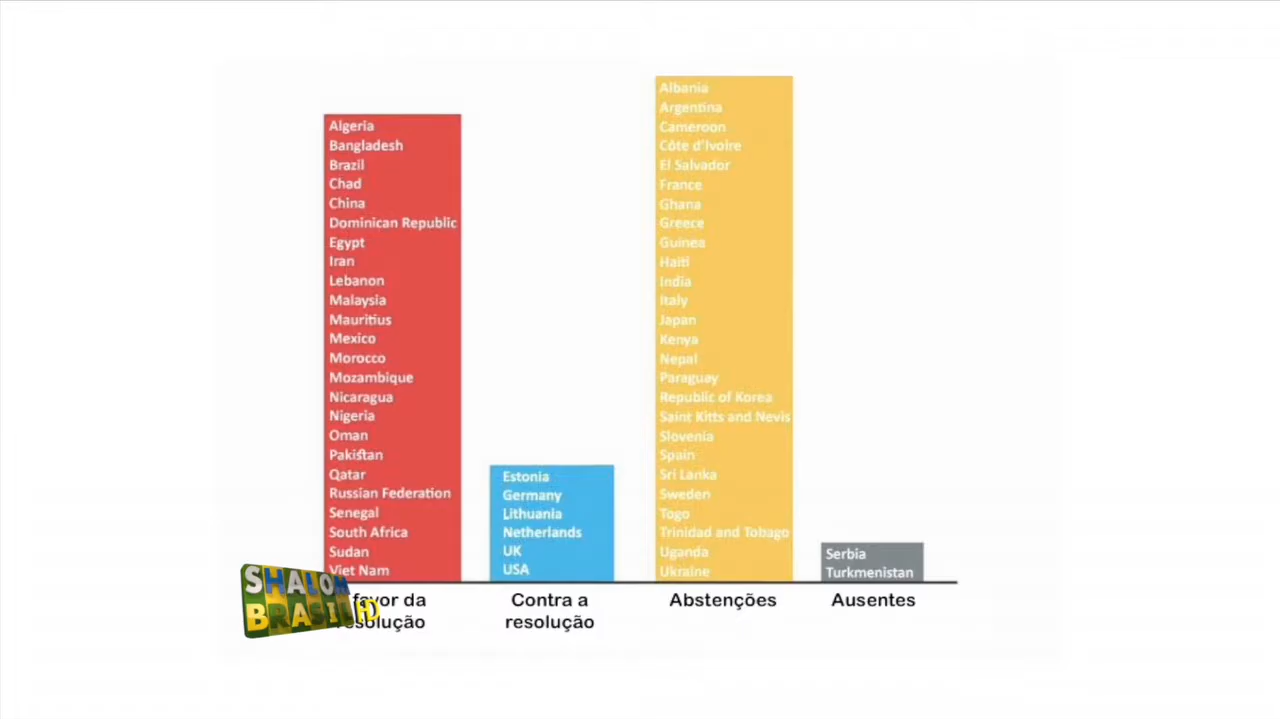 Algeria
Bangladesh
Brazil
Chad
China
Dominican Republic
Egypt
Iran
Lebanon
Malaysia
Mauritius
Mexico
Morocco
Mozambique
Nicaragua
Nigeria
Oman
Pakistan
Qatar
Russian Federation
Senegal
South Africa
Sudan
Viet Nam
favor da
resolução
Estonia
Germany
Lithuania
Netherlands
UK
USA
Contra a
resolução
Albania
Argentina
Cameroon
Côte d'Ivoire
El Salvador
France
Ghana
Greece
Guinea
Haiti
India
Italy
Japan
Kenya
Nepal
Paraguay
Republic of Korea
Saint Kitts and Nevis
Slovenia
Spain
Sri Lanka
Sweden
Togo
Trinidad and Tobago
Uganda
Ukraine
Abstenções
Serbia
Turkmenistan
Ausentes
SHALOM
BRASIL HD